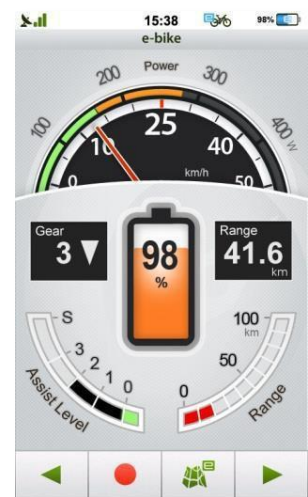 15:38
98%
e-bike
Power
100
200
300
400 W
0
10
25
40
50
km/h
Gear
3
98
%
Range
41.6
km
S
3
2
1
0
Assist Level
100
km
50
0
Range